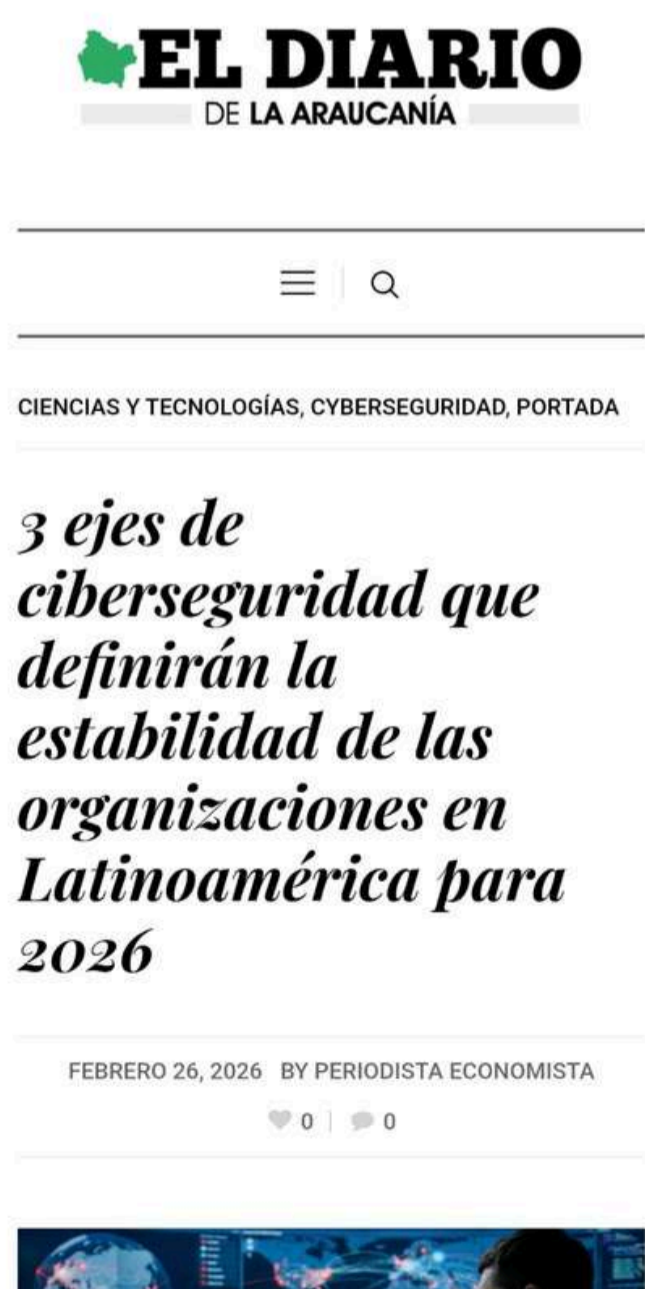 EL DIARIO
DE LA ARAUCANÍA
CIENCIAS Y TECNOLOGÍAS, CYBERSEGURIDAD, PORTADA
3 ejes de
ciberseguridad que
definirán la
estabilidad de las
organizaciones en
Latinoamérica para
2026
FEBRERO 26, 2026 BY PERIODISTA ECONOMISTA
0 0